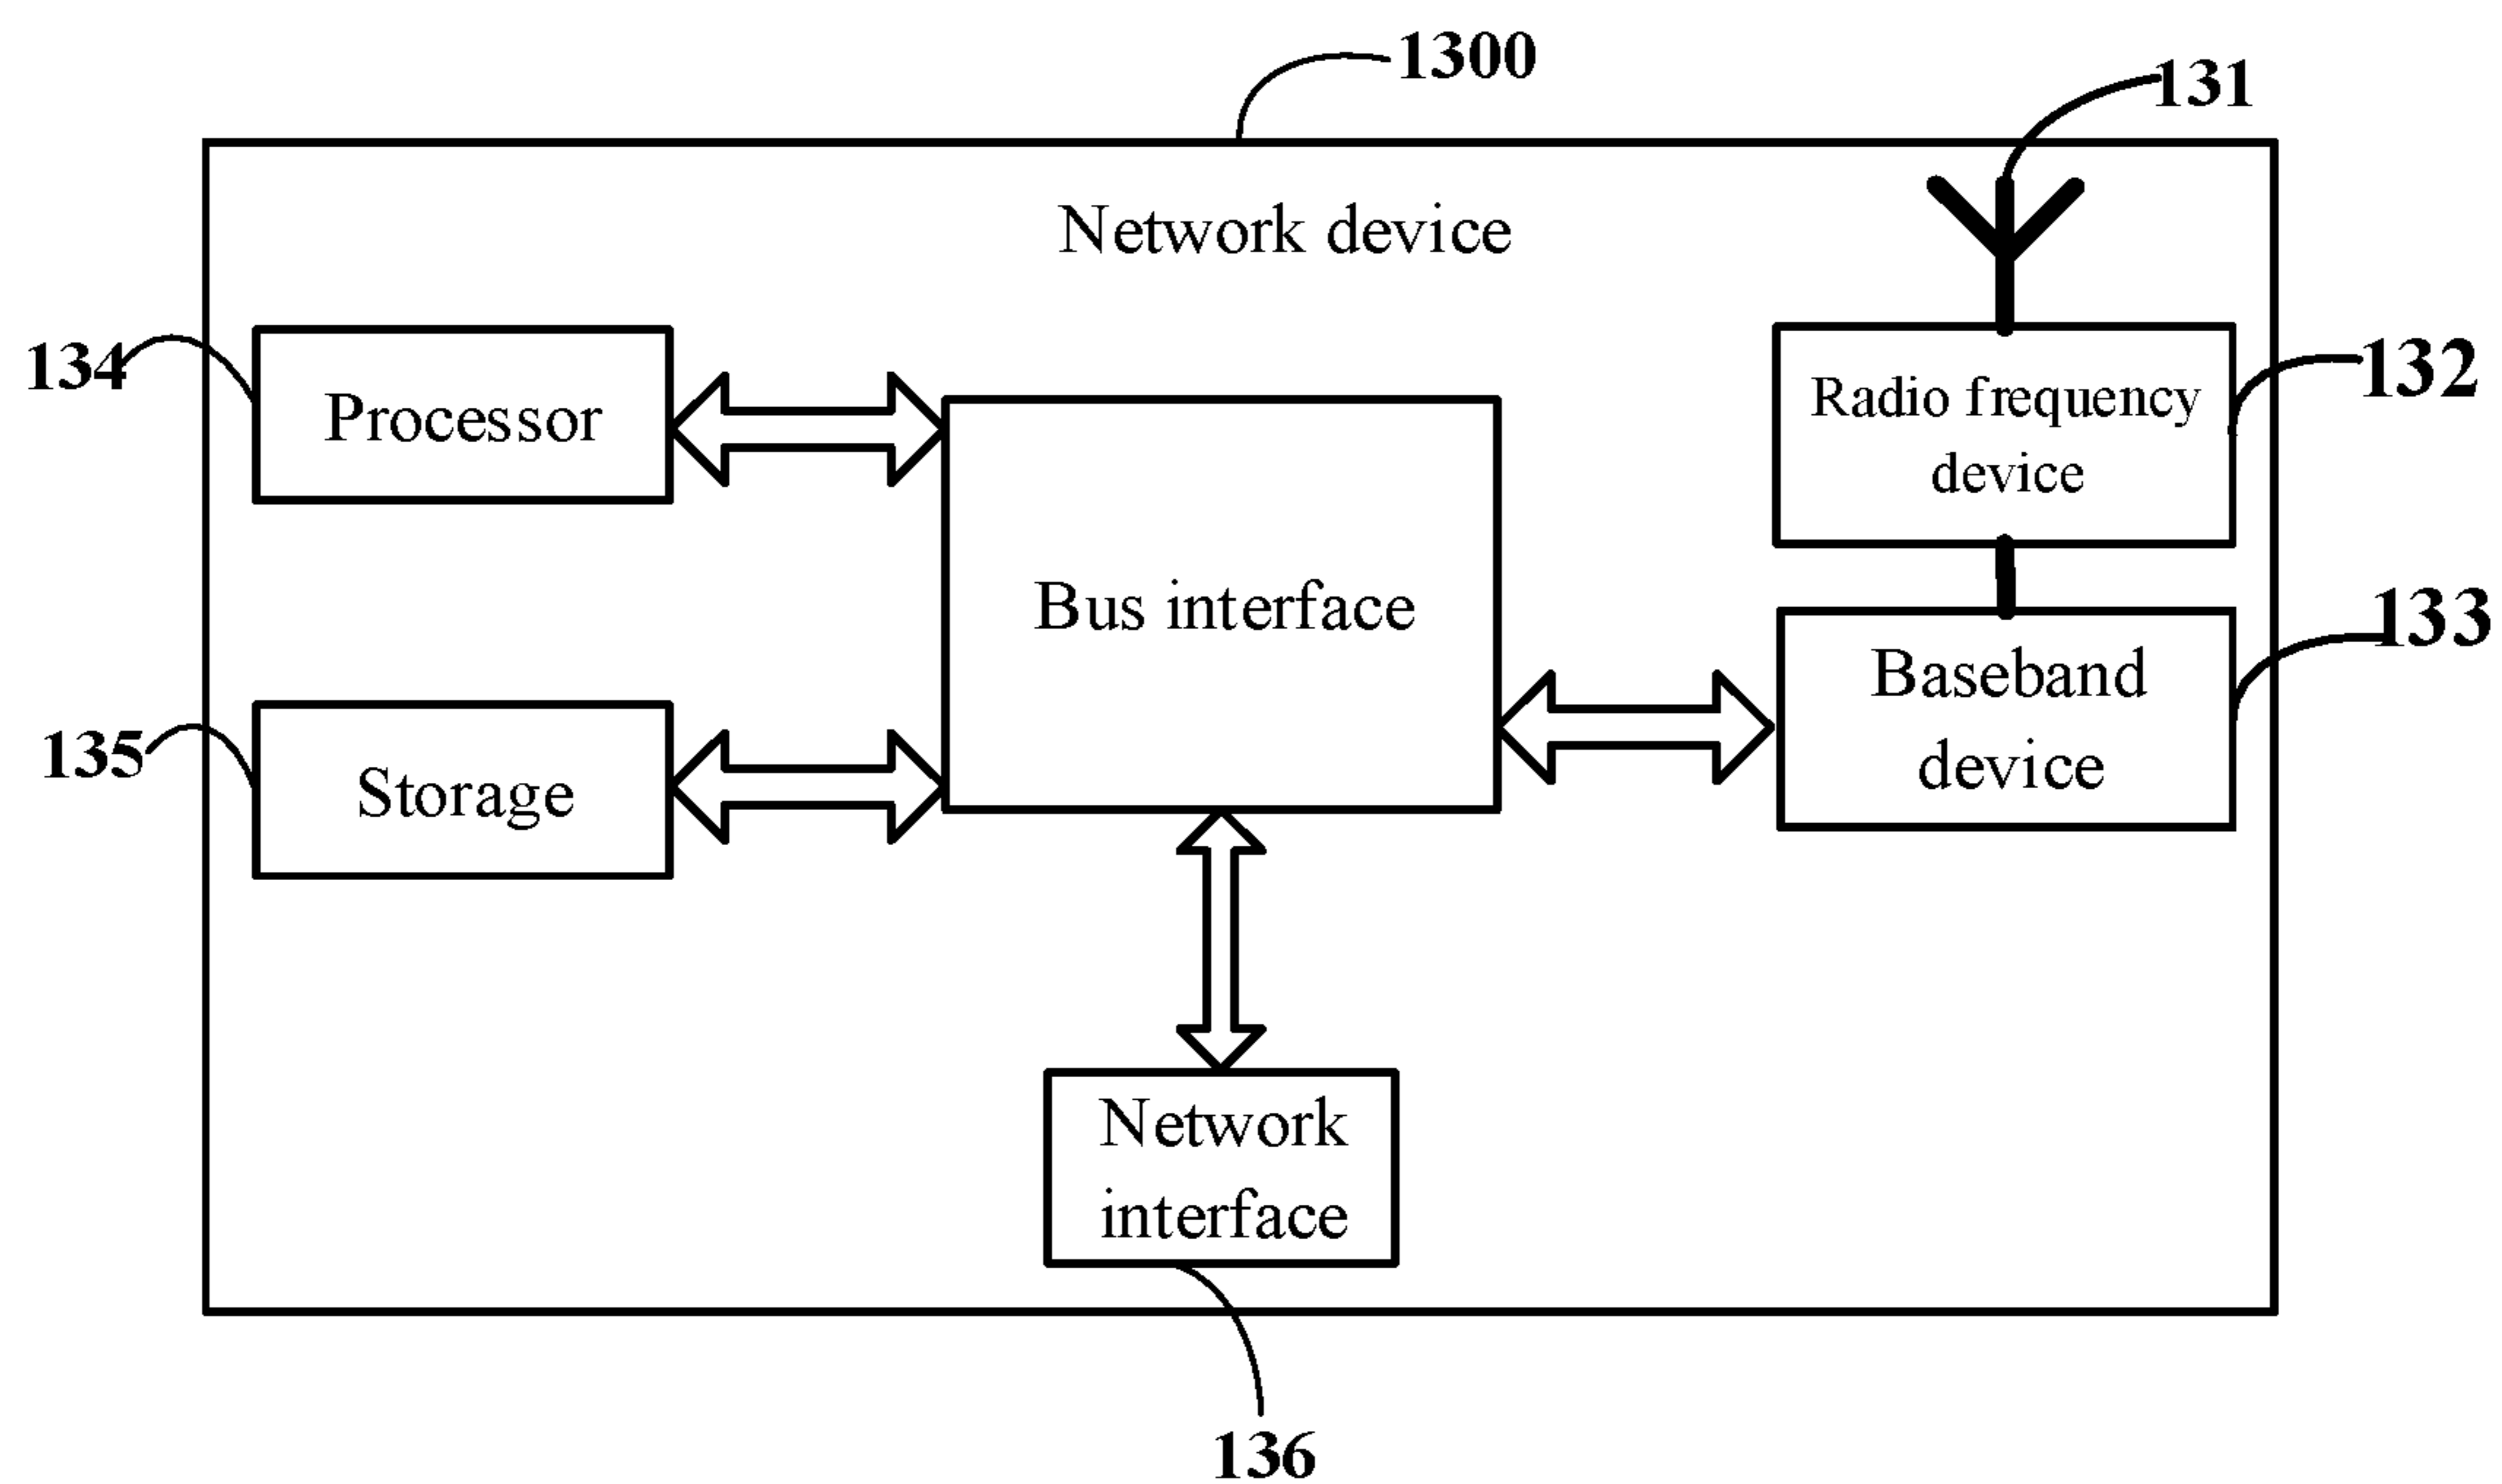 1300
131
Network device
134
Processor
Radio frequency
device
132
Bus interface
133
Baseband
device
135
Storage
Network
interface
136